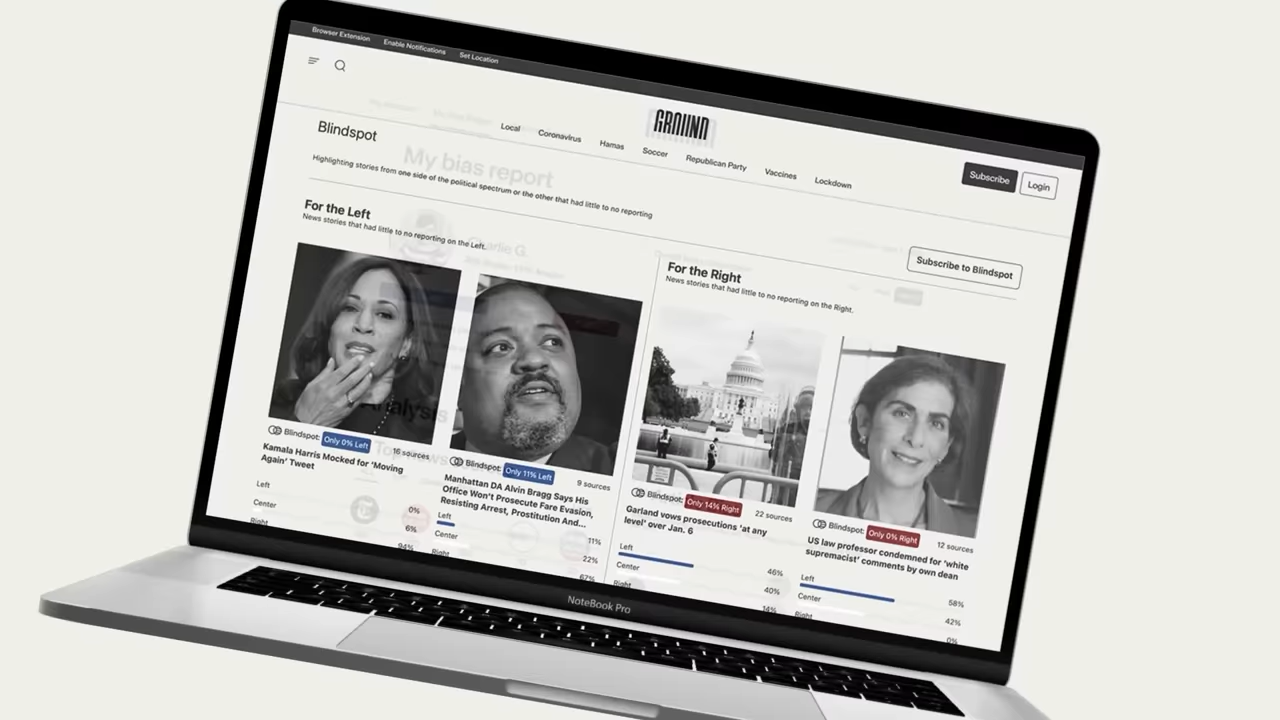 Browser Extension
Enable Notifications
Set Location
GROUND
Local
Coronavirus
Hamas
Soccer
Republican Party
Vaccines
Lockdown
Subscribe
Login
Blindspot
My bias report
Highlighting stories from one side of the political spectrum or the other that had little to no reporting
Subscribe to Blindspot
For the Left
News stories that had little to no reporting on the Left.
Charlie G.
For the Right
News stories that had little to no reporting on the Right.
Analysis
Blindspot: Only 0% Left
16 sources
Kamala Harris Mocked for ‘Moving
Again’ Tweet
Left
0%
Center
6%
Right
94%
Blindspot: Only 11% Left
9 sources
Manhattan DA Alvin Bragg Says His
Office Won’t Prosecute Fare Evasion,
Resisting Arrest, Prostitution And...
Left
11%
Center
22%
Right
67%
Blindspot: Only 14% Right
22 sources
Garland vows prosecutions ‘at any
level’ over Jan. 6
Left
46%
Center
40%
Right
14%
Blindspot: Only 0% Right
12 sources
US law professor condemned for ‘white
supremacist’ comments by own dean
Left
58%
Center
42%
Right
0%
NoteBook Pro